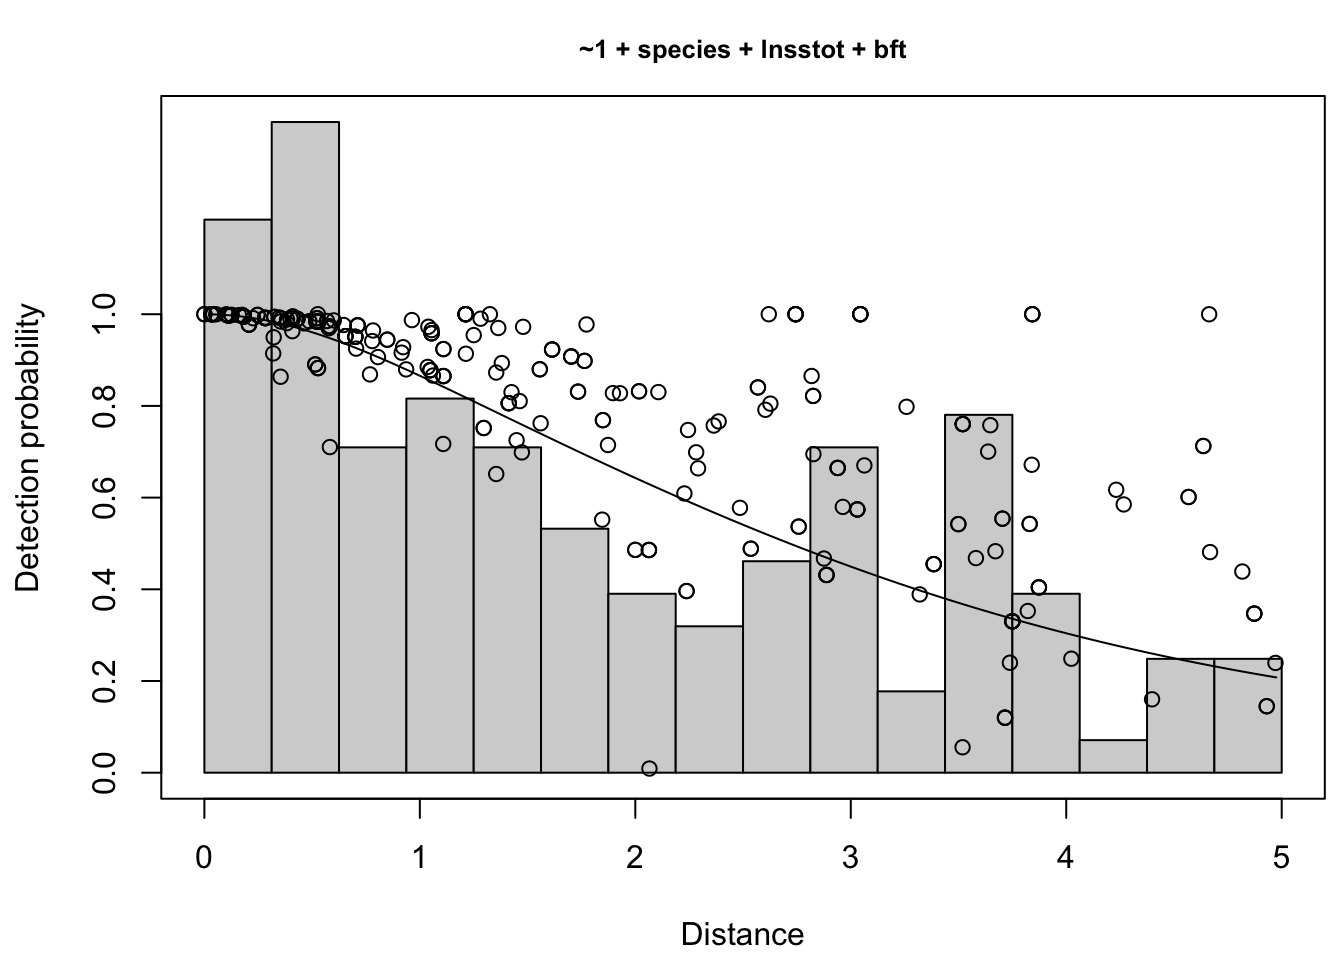 ~1 + species + lnsstot + bft
Detection probability
1.0
0.8
0.6
0.4
0.2
0.0
0 1 2 3 4 5
Distance